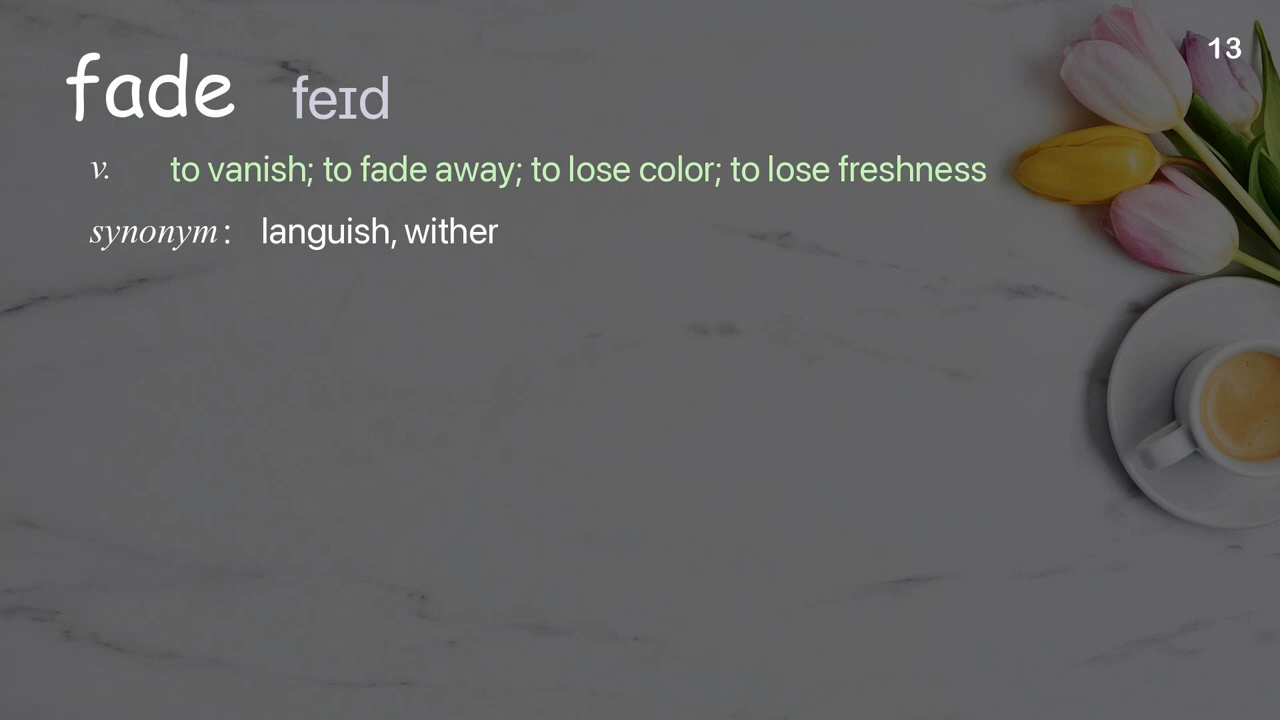 13
fade feɪd
v. to vanish; to fade away; to lose color; to lose freshness
synonym: languish, wither